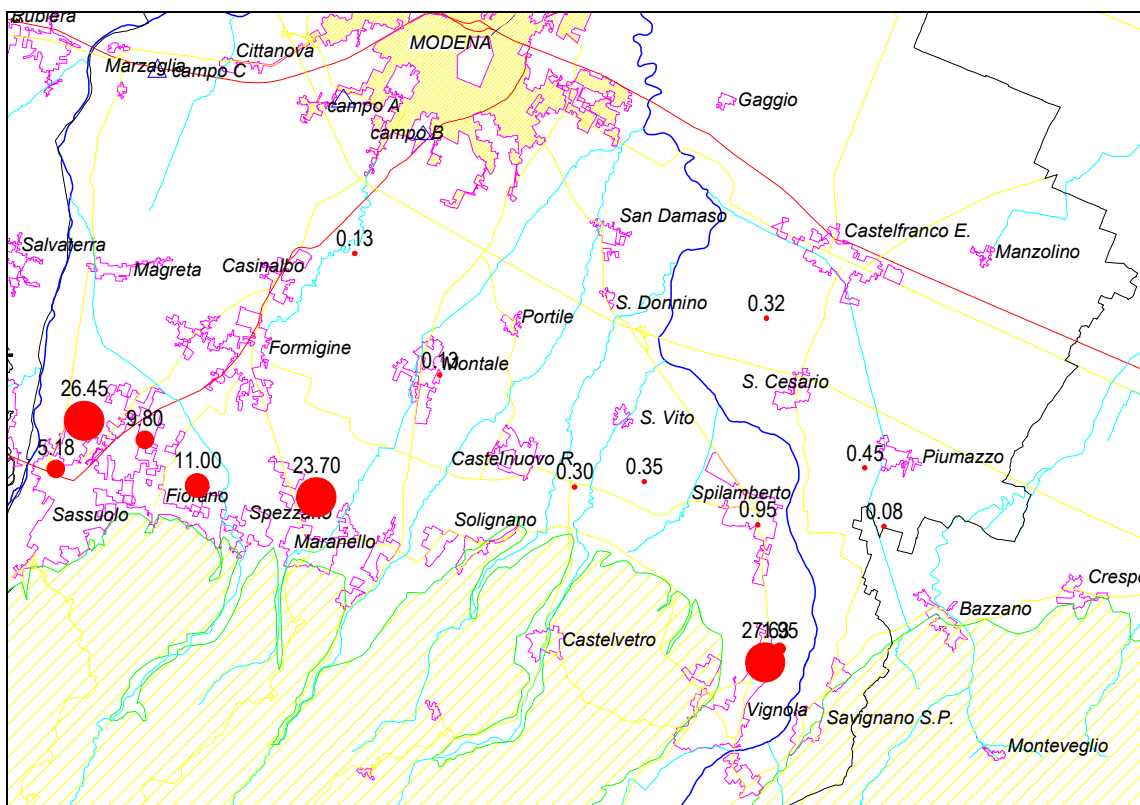 Rubiera
Cittanova
MODENA
Marzaglia
campo C
campo A
Gaggio
campo B
San Damaso
Castelfranco E.
0.13
Salvaterra
Magreta
Casinalbo
Manzolino
S. Donnino
0.32
Portile
Formigine
0.13
Montale
S. Cesario
26.45
9.80
S. Vito
5.18
11.00
23.70
Castelnuovo R.
0.30
0.35
0.45
Piumazzo
Fiorano
Sassuolo
Spezzano
Spilamberto
0.95
0.08
Solignano
Maranello
Crespe
Bazzano
Castelvetro
Vignola
Savignano S.P.
Monteveglio